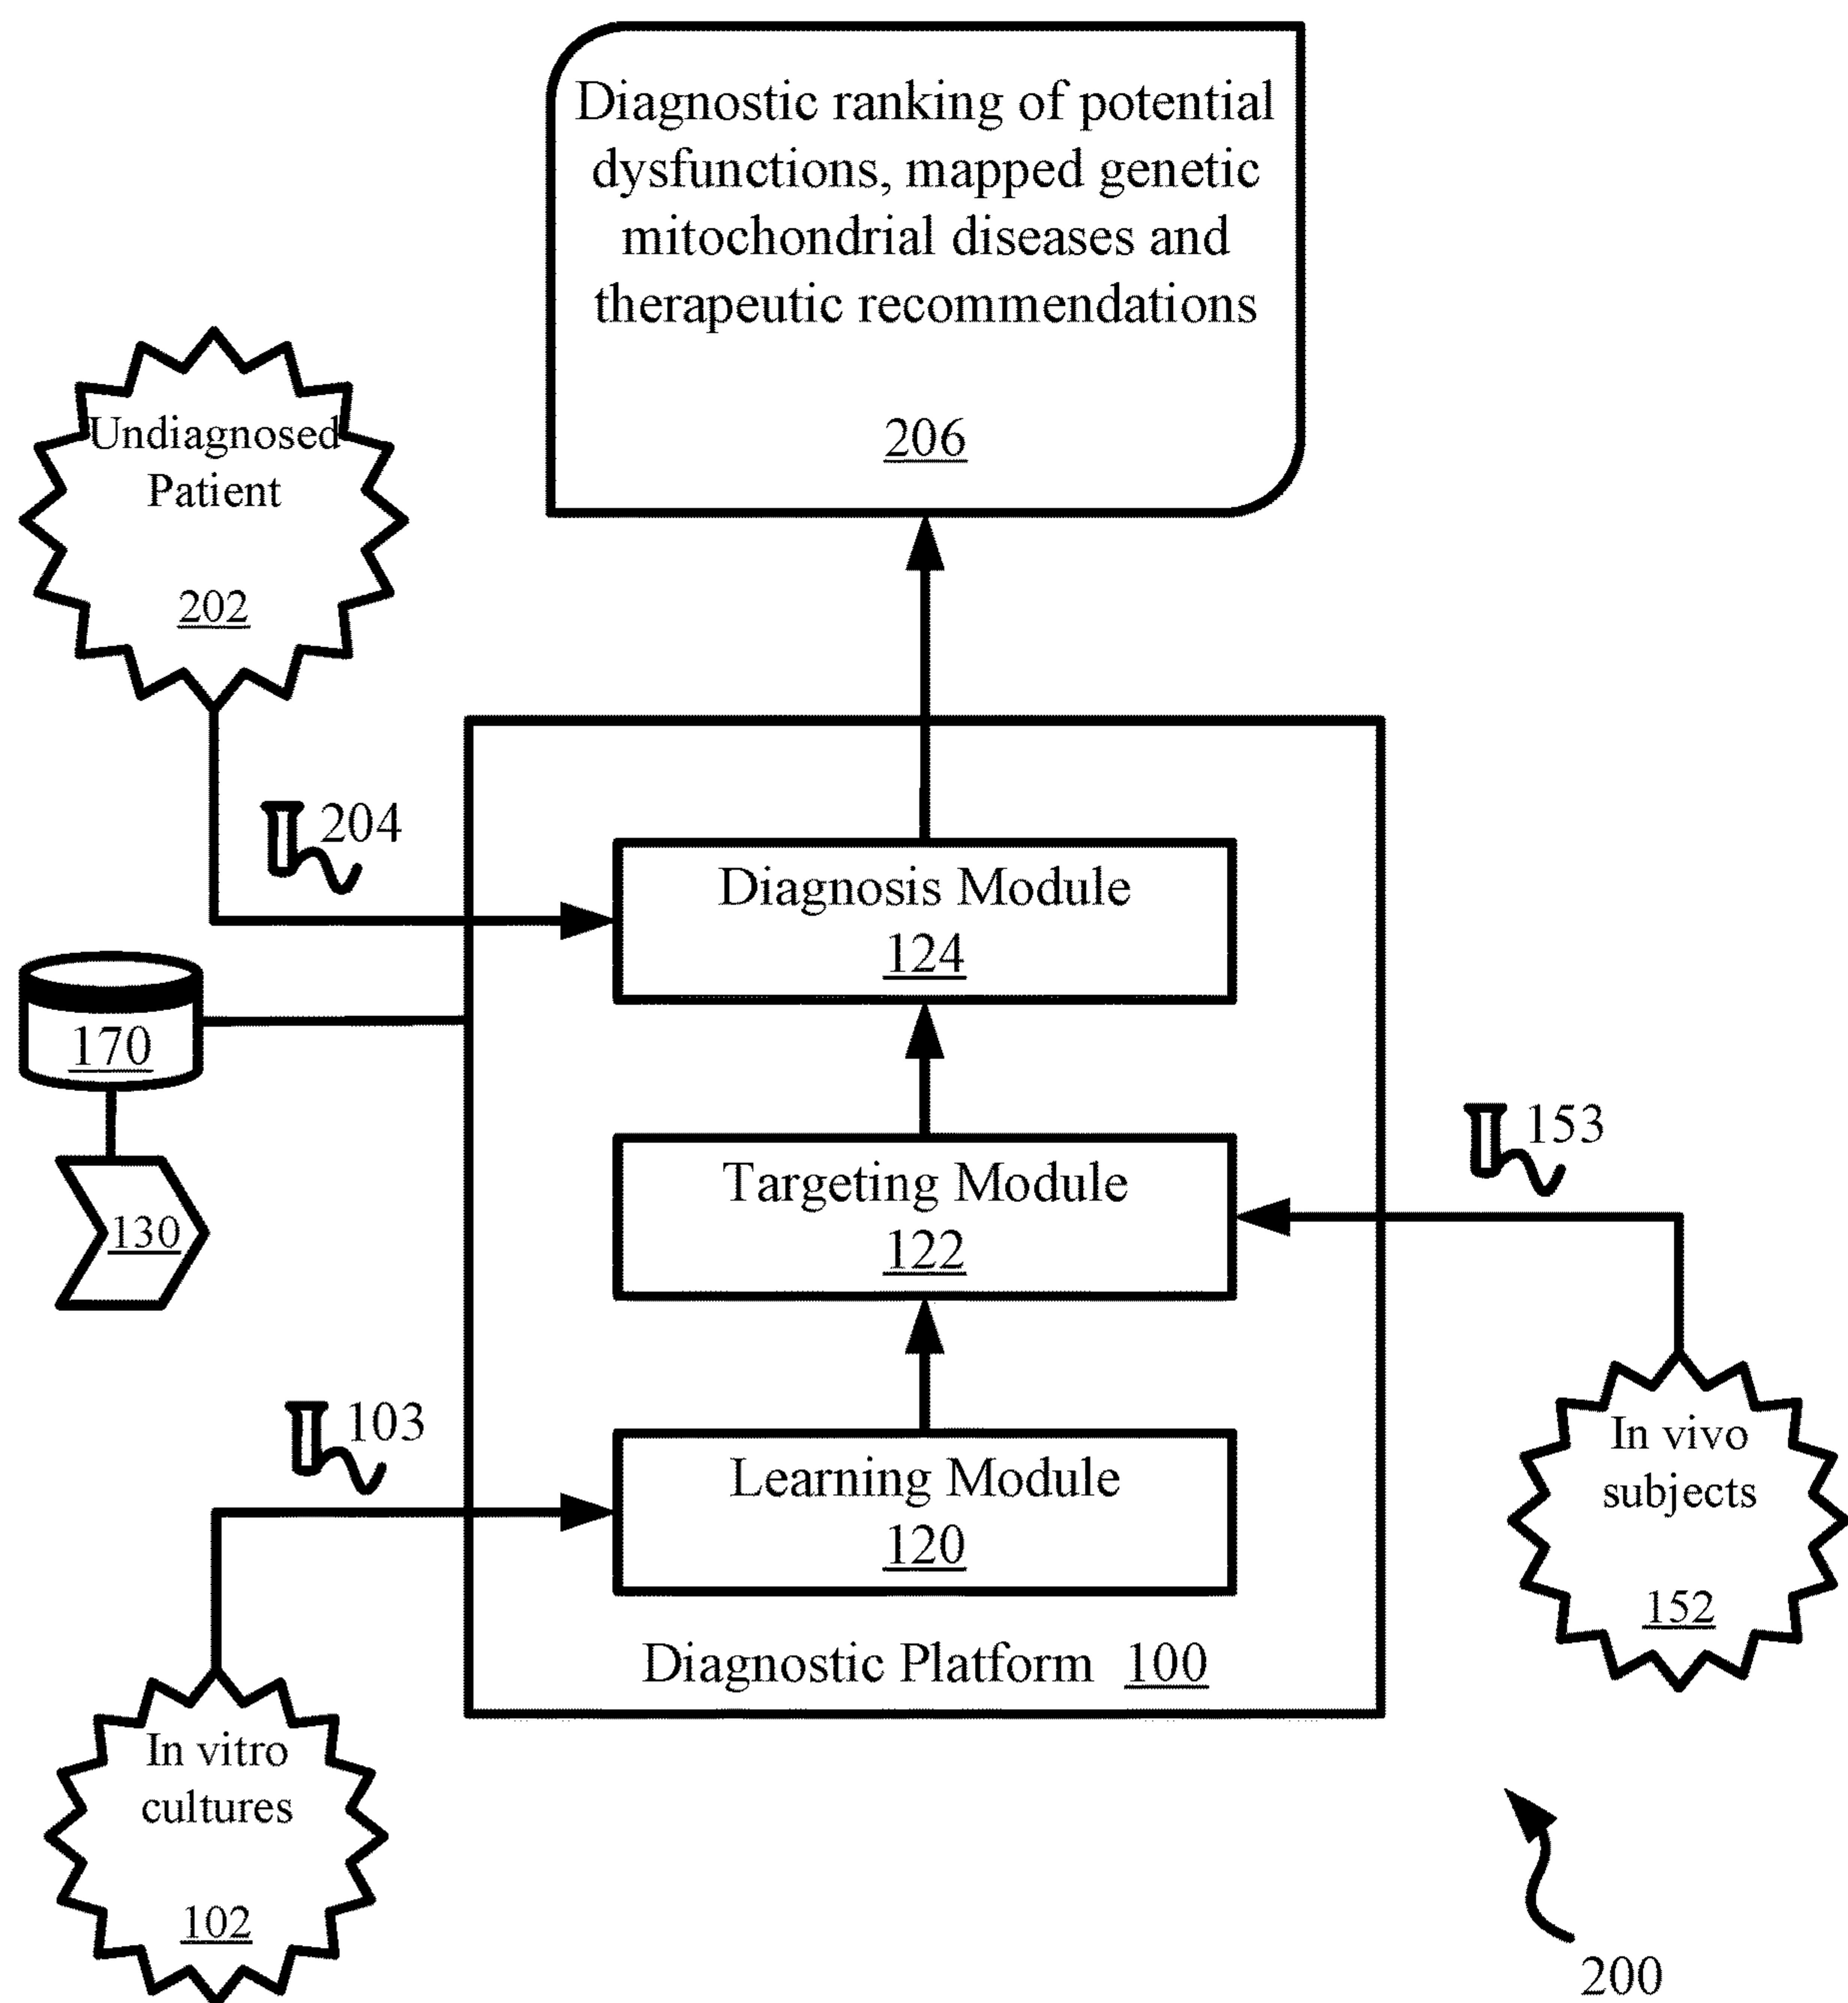 Diagnostic ranking of potential
dysfunctions, mapped genetic
mitochondrial diseases and
therapeutic recommendations
206
Undiagnosed
Patient
202
204
Diagnosis Module
124
170
130
153
Targeting Module
122
103
Learning Module
120
In vivo
subjects
152
Diagnostic Platform 100
In vitro
cultures
102
200